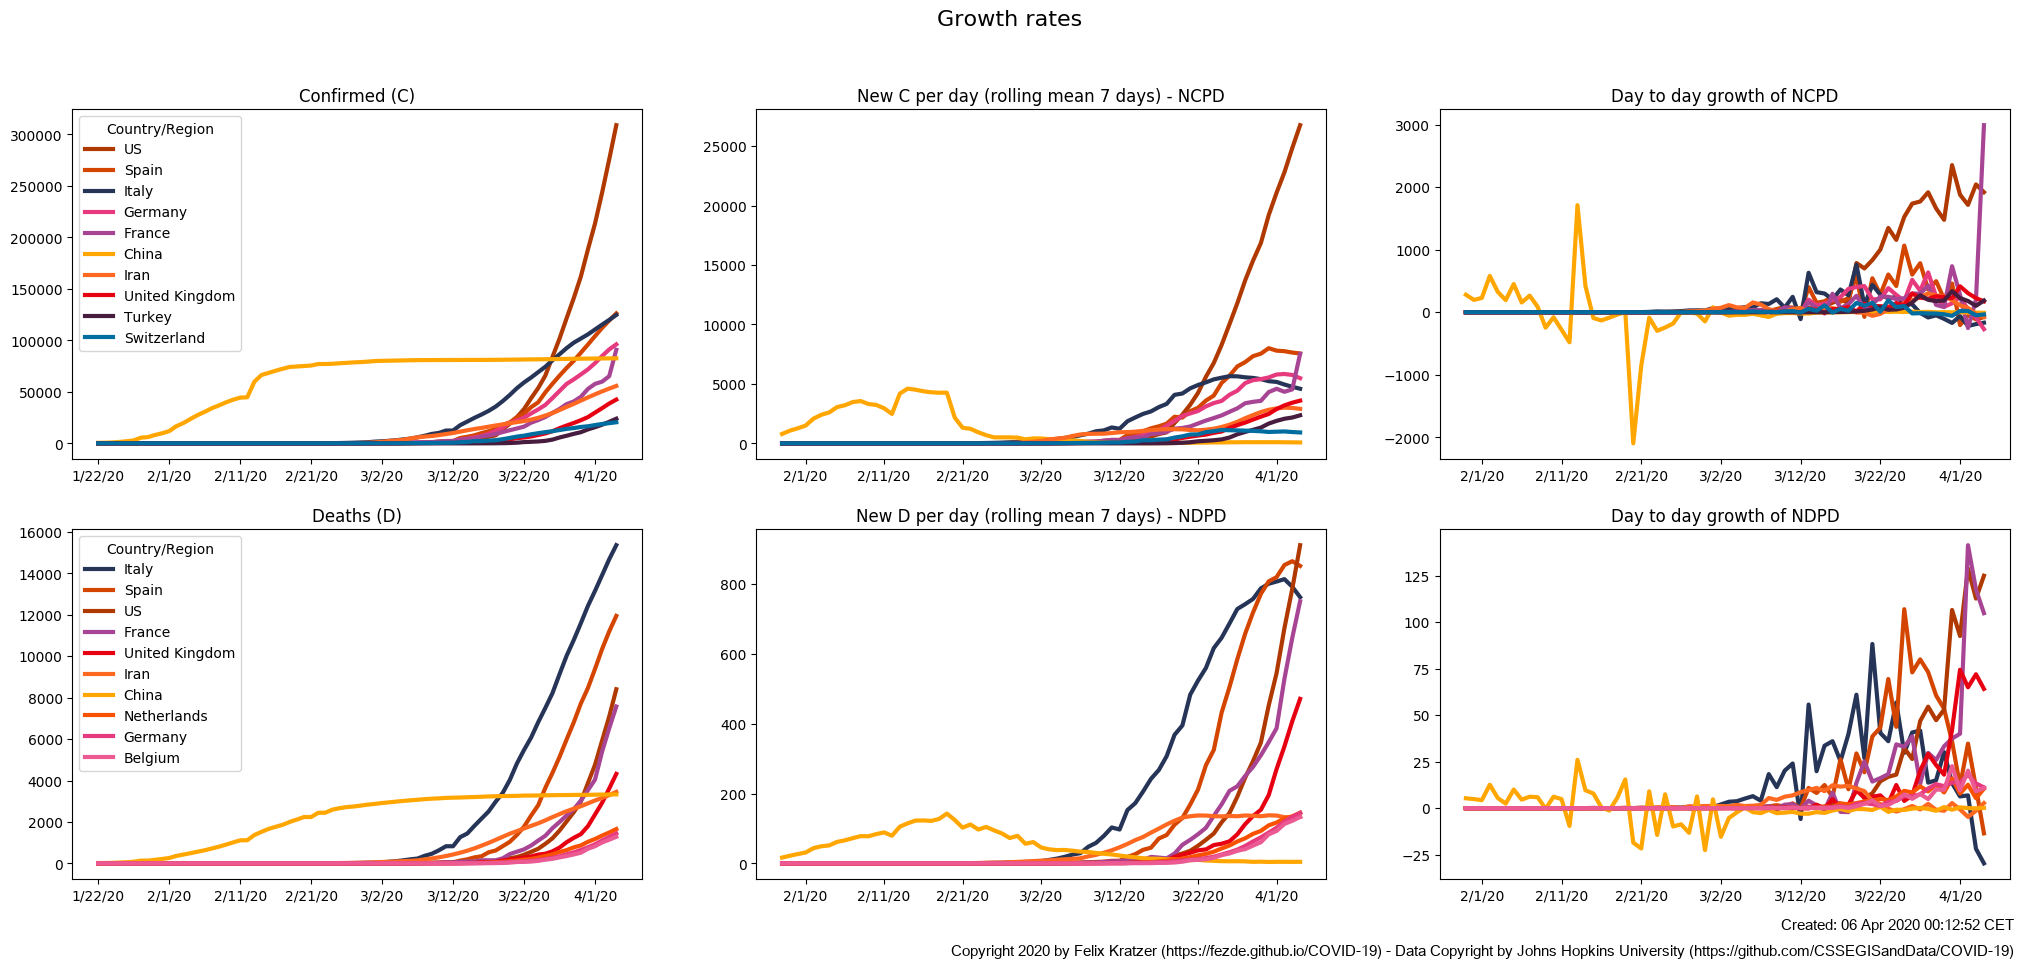 Growth rates
Confirmed (C)
300000
250000
200000
150000
100000
50000
0
Country/Region
US
Spain
Italy
Germany
France
China
Iran
United Kingdom
Turkey
Switzerland
1/22/20 2/1/20 2/11/20 2/21/20 3/2/20 3/12/20 3/22/20 4/1/20
New C per day (rolling mean 7 days) - NCPD
25000
20000
15000
10000
5000
0
2/1/20 2/11/20 2/21/20 3/2/20 3/12/20 3/22/20 4/1/20
Day to day growth of NCPD
3000
2000
1000
0
−1000
−2000
2/1/20 2/11/20 2/21/20 3/2/20 3/12/20 3/22/20 4/1/20
Deaths (D)
16000
14000
12000
10000
8000
6000
4000
2000
0
Country/Region
Italy
Spain
US
France
United Kingdom
Iran
China
Netherlands
Germany
Belgium
1/22/20 2/1/20 2/11/20 2/21/20 3/2/20 3/12/20 3/22/20 4/1/20
New D per day (rolling mean 7 days) - NDPD
800
600
400
200
0
2/1/20 2/11/20 2/21/20 3/2/20 3/12/20 3/22/20 4/1/20
Day to day growth of NDPD
125
100
75
50
25
0
−25
2/1/20 2/11/20 2/21/20 3/2/20 3/12/20 3/22/20 4/1/20
Created: 06 Apr 2020 00:12:52 CET
Copyright 2020 by Felix Kratzer (https://fezde.github.io/COVID-19) - Data Copyright by Johns Hopkins University (https://github.com/CSSEGISandData/COVID-19)